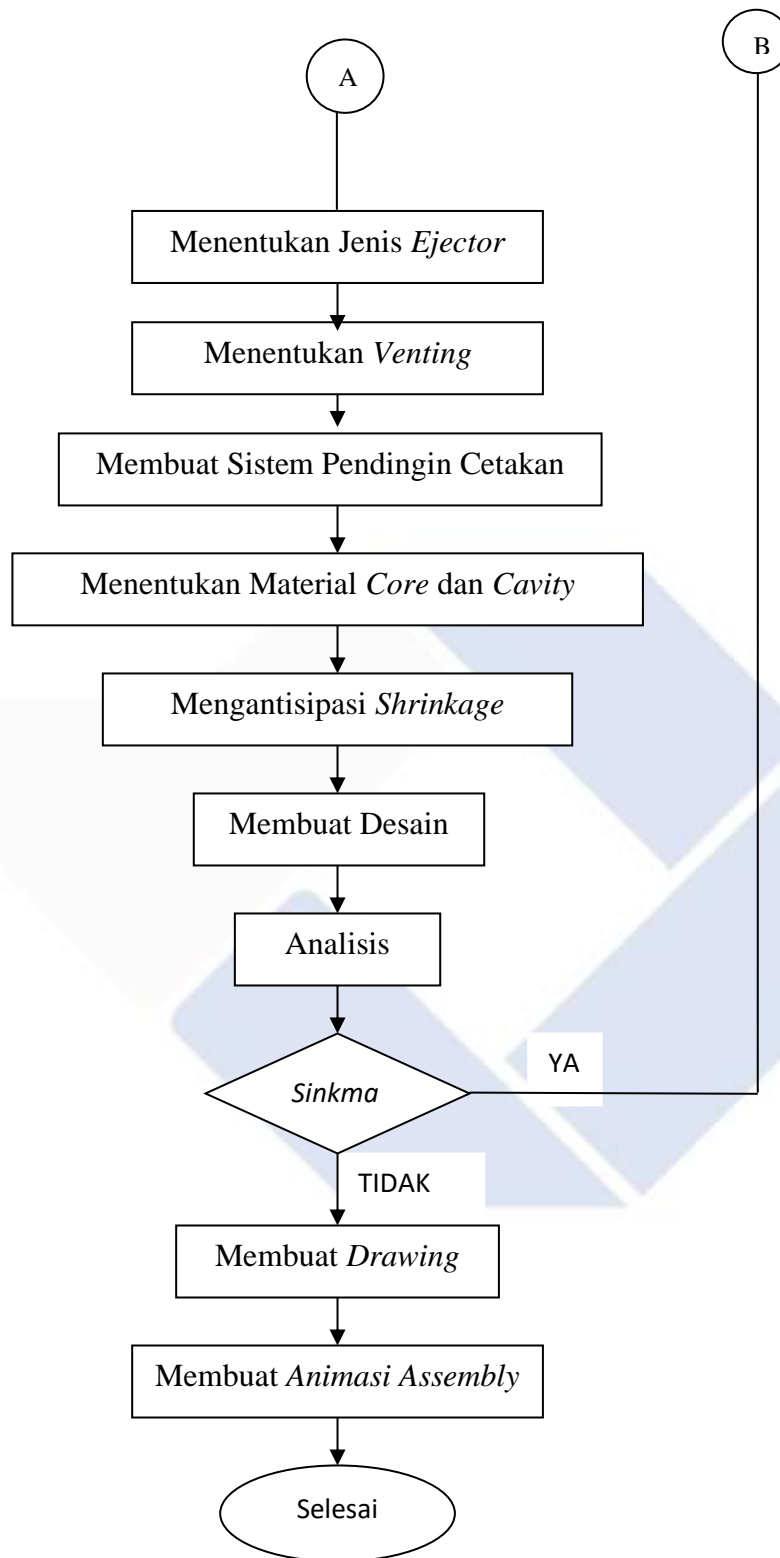 A
B
Menentukan Jenis Ejector
Menentukan Venting
Membuat Sistem Pendingin Cetakan
Menentukan Material Core dan Cavity
Mengantisipasi Shrinkage
Membuat Desain
Analisis
Sinkma
YA
TIDAK
Membuat Drawing
Membuat Animasi Assembly
Selesai